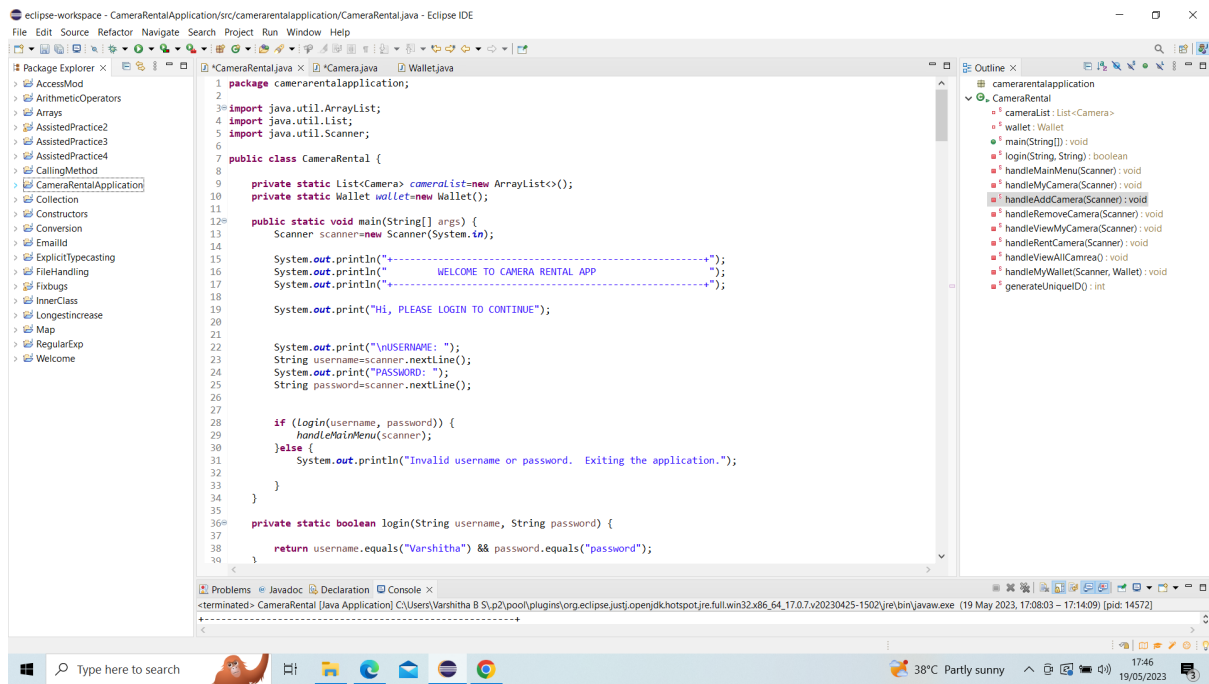 eclipse-workspace - CameraRentalApplication/src/camerarentalapplication/CameraRental.java - Eclipse IDE
File Edit Source Refactor Navigate Search Project Run Window Help
Package Explorer
AccessMod
ArithmeticOperators
Arrays
AssistedPractice2
AssistedPractice3
AssistedPractice4
CallingMethod
CameraRentalApplication
Collection
Constructors
Conversion
EmailId
ExplicitTypecasting
FileHandling
Fixbugs
InnerClass
Longestincrease
Map
RegularExp
Welcome
*CameraRental.java *Camera.java Wallet.java
1 package camerarentalapplication;
2
3 import java.util.ArrayList;
4 import java.util.List;
5 import java.util.Scanner;
6
7 public class CameraRental {
8
9 private static List<Camera> cameraList=new ArrayList<>();
10 private static Wallet wallet=new Wallet();
11
12 public static void main(String[] args) {
13 Scanner scanner=new Scanner(System.in);
14
15 System.out.println("+-----------------------------------------------------+");
16 System.out.println(" WELCOME TO CAMERA RENTAL APP ");
17 System.out.println("+-----------------------------------------------------+");
18
19 System.out.print("Hi, PLEASE LOGIN TO CONTINUE");
20
21
22 System.out.print("\nUSERNAME: ");
23 String username=scanner.nextLine();
24 System.out.print("PASSWORD: ");
25 String password=scanner.nextLine();
26
27
28 if (login(username, password)) {
29 handleMainMenu(scanner);
30 }else {
31 System.out.println("Invalid username or password.  Exiting the application.");
32
33 }
34 }
35
36 private static boolean login(String username, String password) {
37
38 return username.equals("Varshitha") && password.equals("password");
39 }
Outline
camerarentalapplication
CameraRental
cameraList : List<Camera>
wallet : Wallet
main(String[]) : void
login(String, String) : boolean
handleMainMenu(Scanner) : void
handleMyCamera(Scanner) : void
handleAddCamera(Scanner) : void
handleRemoveCamera(Scanner) : void
handleViewMyCamera(Scanner) : void
handleRentCamera(Scanner) : void
handleViewAllCamrea() : void
handleMyWallet(Scanner, Wallet) : void
generateUniqueID() : int
Problems Javadoc Declaration Console
<terminated> CameraRental [Java Application] C:\Users\Varshitha B S\.p2\pool\plugins\org.eclipse.justj.openjdk.hotspot.jre.full.win32.x86_64_17.0.7.v20230425-1502\jre\bin\javaw.exe (19 May 2023, 17:08:03 – 17:14:09) [pid: 14572]
+-----------------------------------------------------+
Type here to search
38°C Partly sunny
17:46
19/05/2023
3